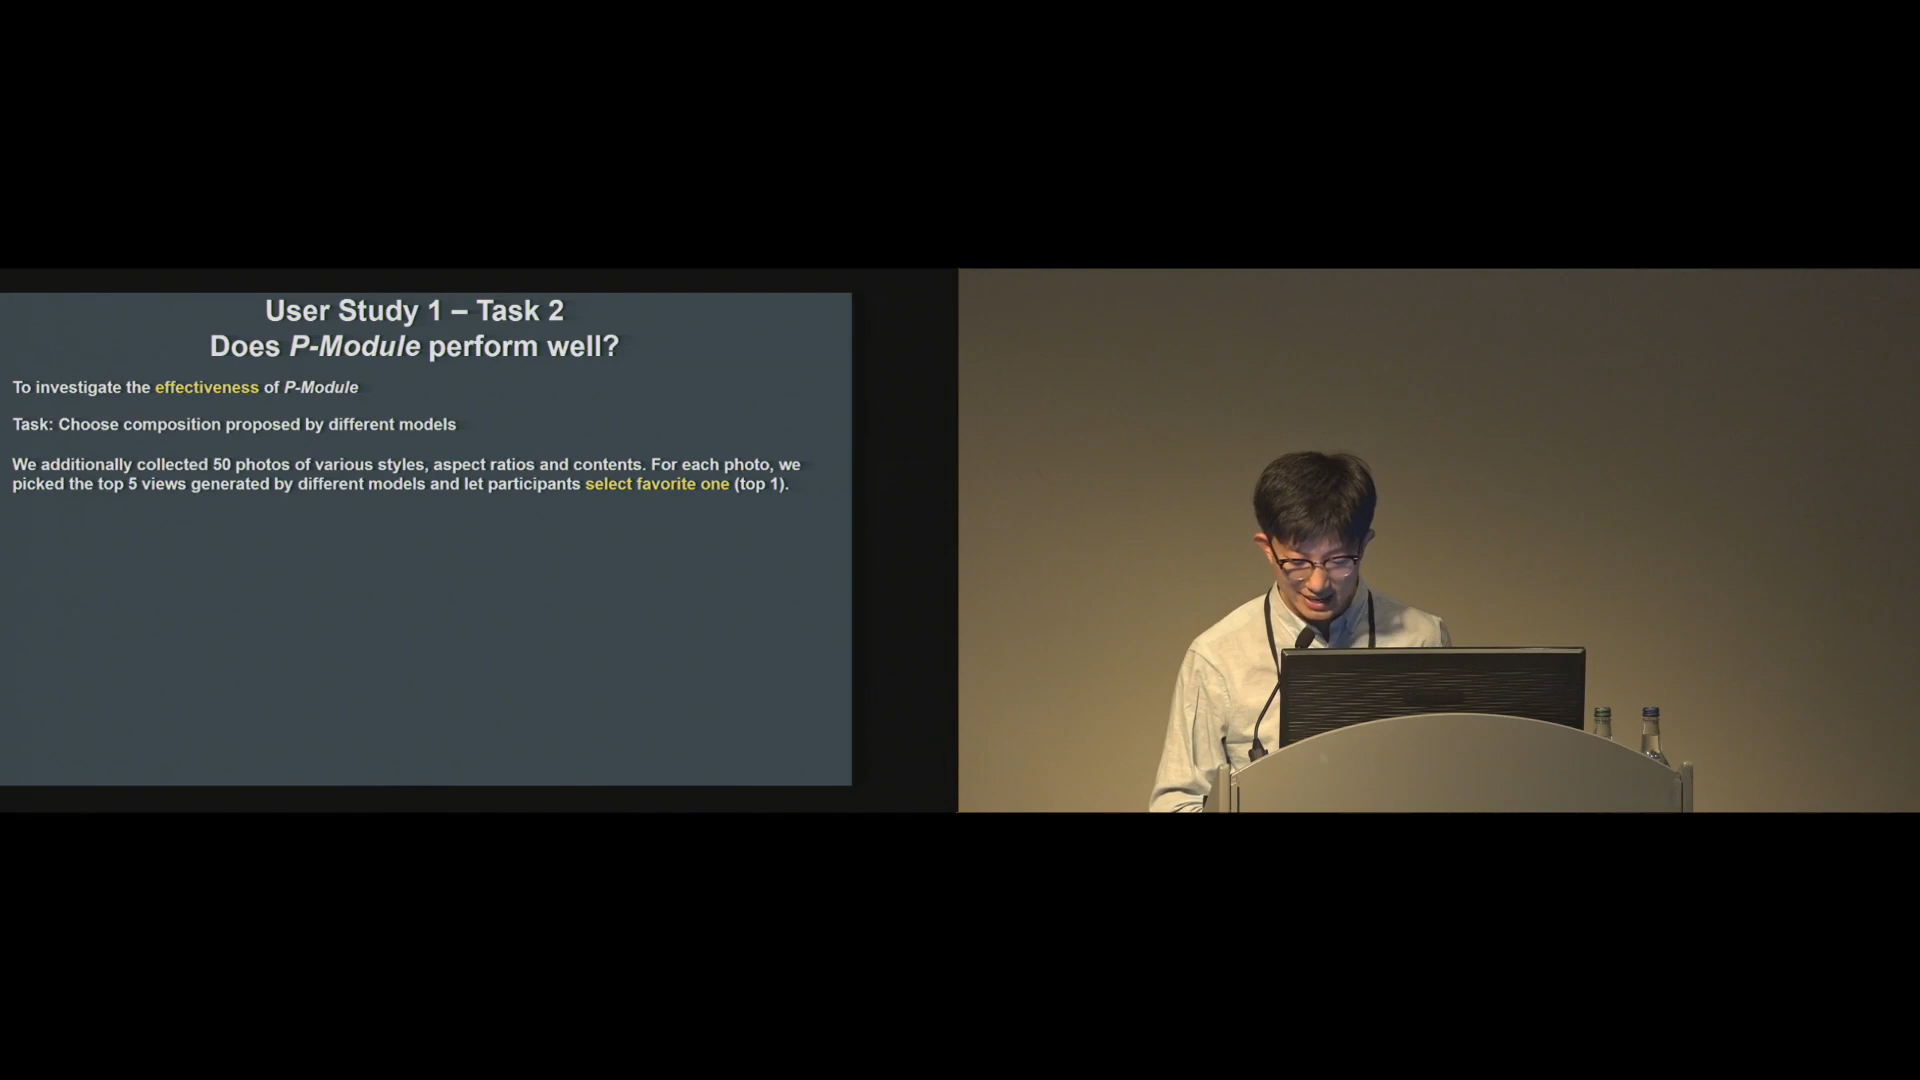 User Study 1 – Task 2
Does P-Module perform well?
To investigate the effectiveness of P-Module
Task: Choose composition proposed by different models
We additionally collected 50 photos of various styles, aspect ratios and contents. For each photo, we
picked the top 5 views generated by different models and let participants select favorite one (top 1).